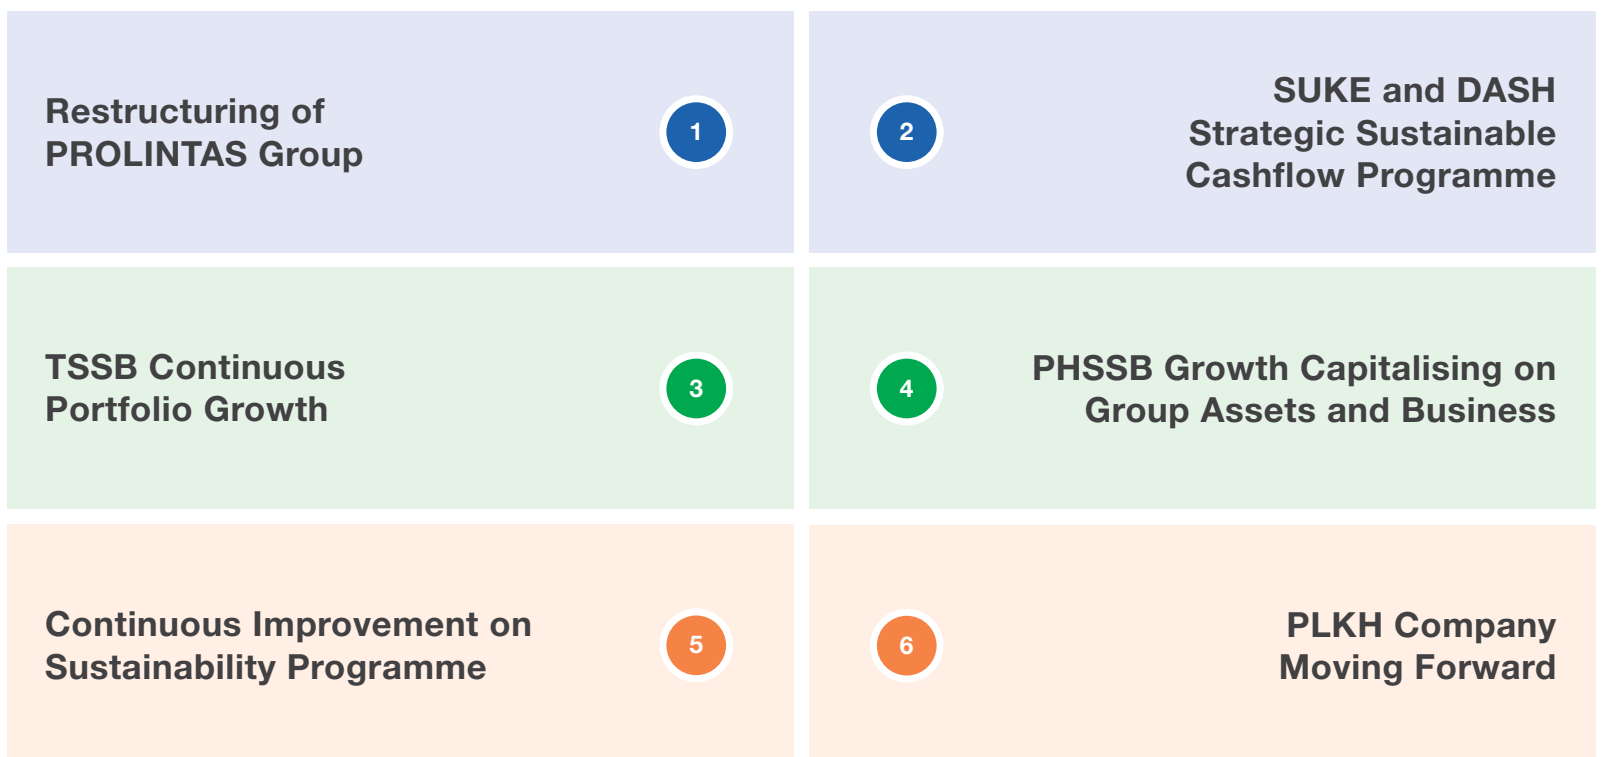 Restructuring of
PROLINTAS Group
1
2
SUKE and DASH
Strategic Sustainable
Cashflow Programme
TSSB Continuous
Portfolio Growth
3
4
PHSSB Growth Capitalising on
Group Assets and Business
Continuous Improvement on
Sustainability Programme
5
6
PLKH Company
Moving Forward